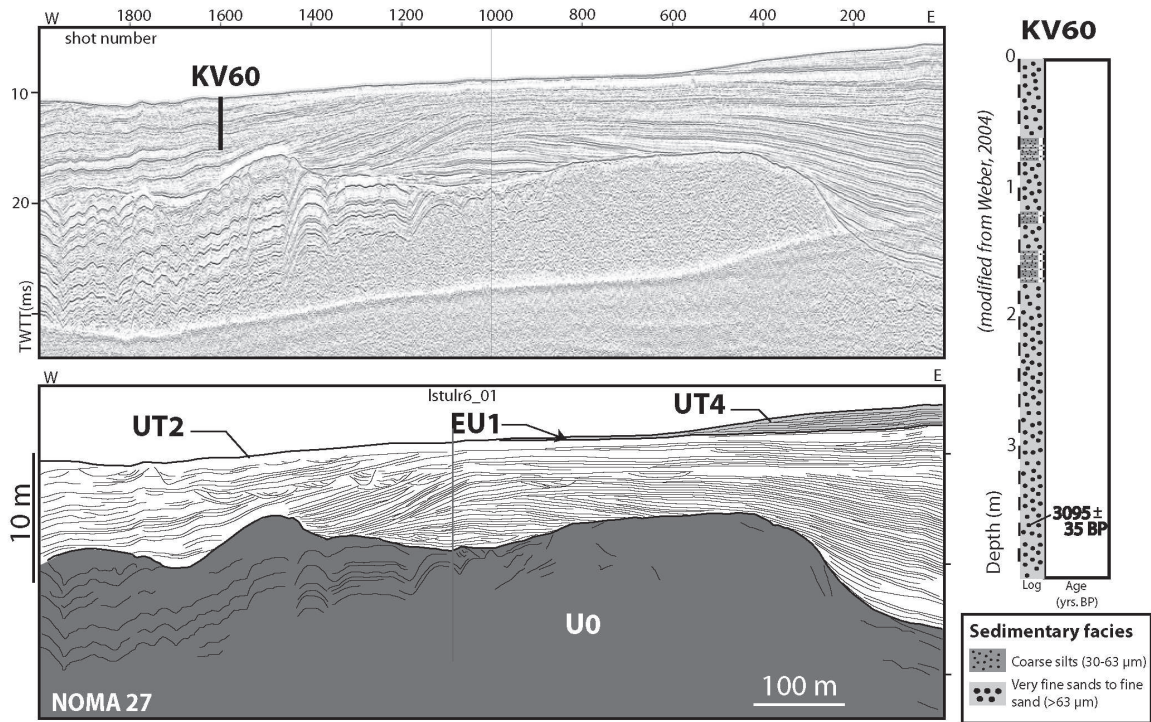 W 1800 1600 1400 1200 1000 800 600 400 200 E
shot number
KV60
10
20
TWTT(ms)
W E
lstulr6_01
UT2
EU1
UT4
10 m
U0
100 m
NOMA 27
KV60
0
(modified from Weber, 2004)
1
2
3
Depth (m)
3095 ±
35 BP
Log Age
(yrs. BP)
Sedimentary facies
Coarse silts (30-63 µm)
Very fine sands to fine
sand (>63 µm)